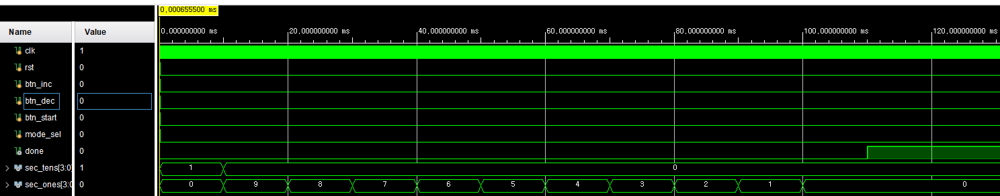 0,000655500 ms
Name Value 0,000000000 ms 20,000000000 ms 40,000000000 ms 60,000000000 ms 80,000000000 ms 100,000000000 ms 120,000000000 ms
clk 1
rst 0
btn_inc 0
btn_dec 0
btn_start 0
mode_sel 0
done 0
sec_tens[3:0] 1 1 0
sec_ones[3:0 0 0 9 8 7 6 5 4 3 2 1 0